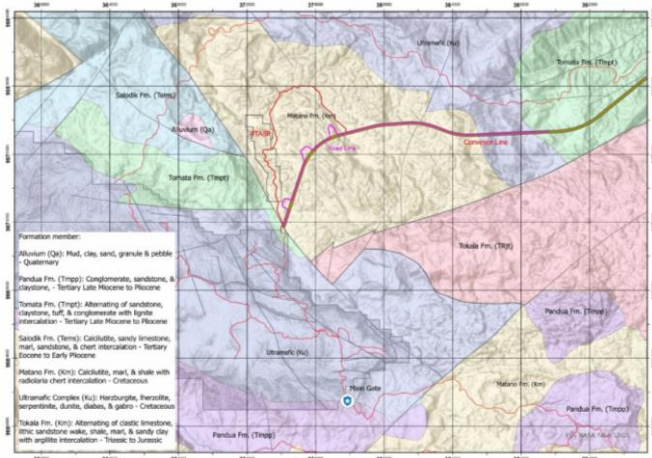 Ultramafic (Ku)
Tomata Fm. (Tmpt)
Salodik Fm. (Tems)
Matano Fm. (Km)
Alluvium (Qa)
Conveyor Line
Tomata Fm. (Tmpt)
Tokala Fm. (TRJt)
Formation member:
Alluvium (Qa): Mud, clay, sand, granule & pebble
- Quaternary
Pandua Fm. (Tmpp): Conglomerate, sandstone, &
claystone, - Tertiary Late Miocene to Pliocene
Tomata Fm. (Tmpt): Alternating of sandstone,
claystone, tuff, & conglomerate with lignite
intercalation - Tertiary Late Miocene to Pliocene
Salodik Fm. (Tems): Calcilutite, sandy limestone,
marl, sandstone, & chert intercalation - Tertiary
Eocene to Early Pliocene
Matano Fm. (Km): Calcilutite, marl, & shale with
radiolaria chert intercalation - Cretaceous
Ultramafic Complex (Ku): Harzburgite, lherzolite,
serpentinite, dunite, diabas, & gabro - Cretaceous
Tokala Fm. (Km): Alternating of clastic limestone,
lithic sandstone wake, shale, marl, & sandy clay
with argillite intercalation - Triassic to Jurassic
Pandua Fm. (Tmpp)
Ultramafic (Ku)
Main Gate
Matano Fm. (Km)
Pandua Fm. (Tmpp)
Pandua Fm. (Tmpp)